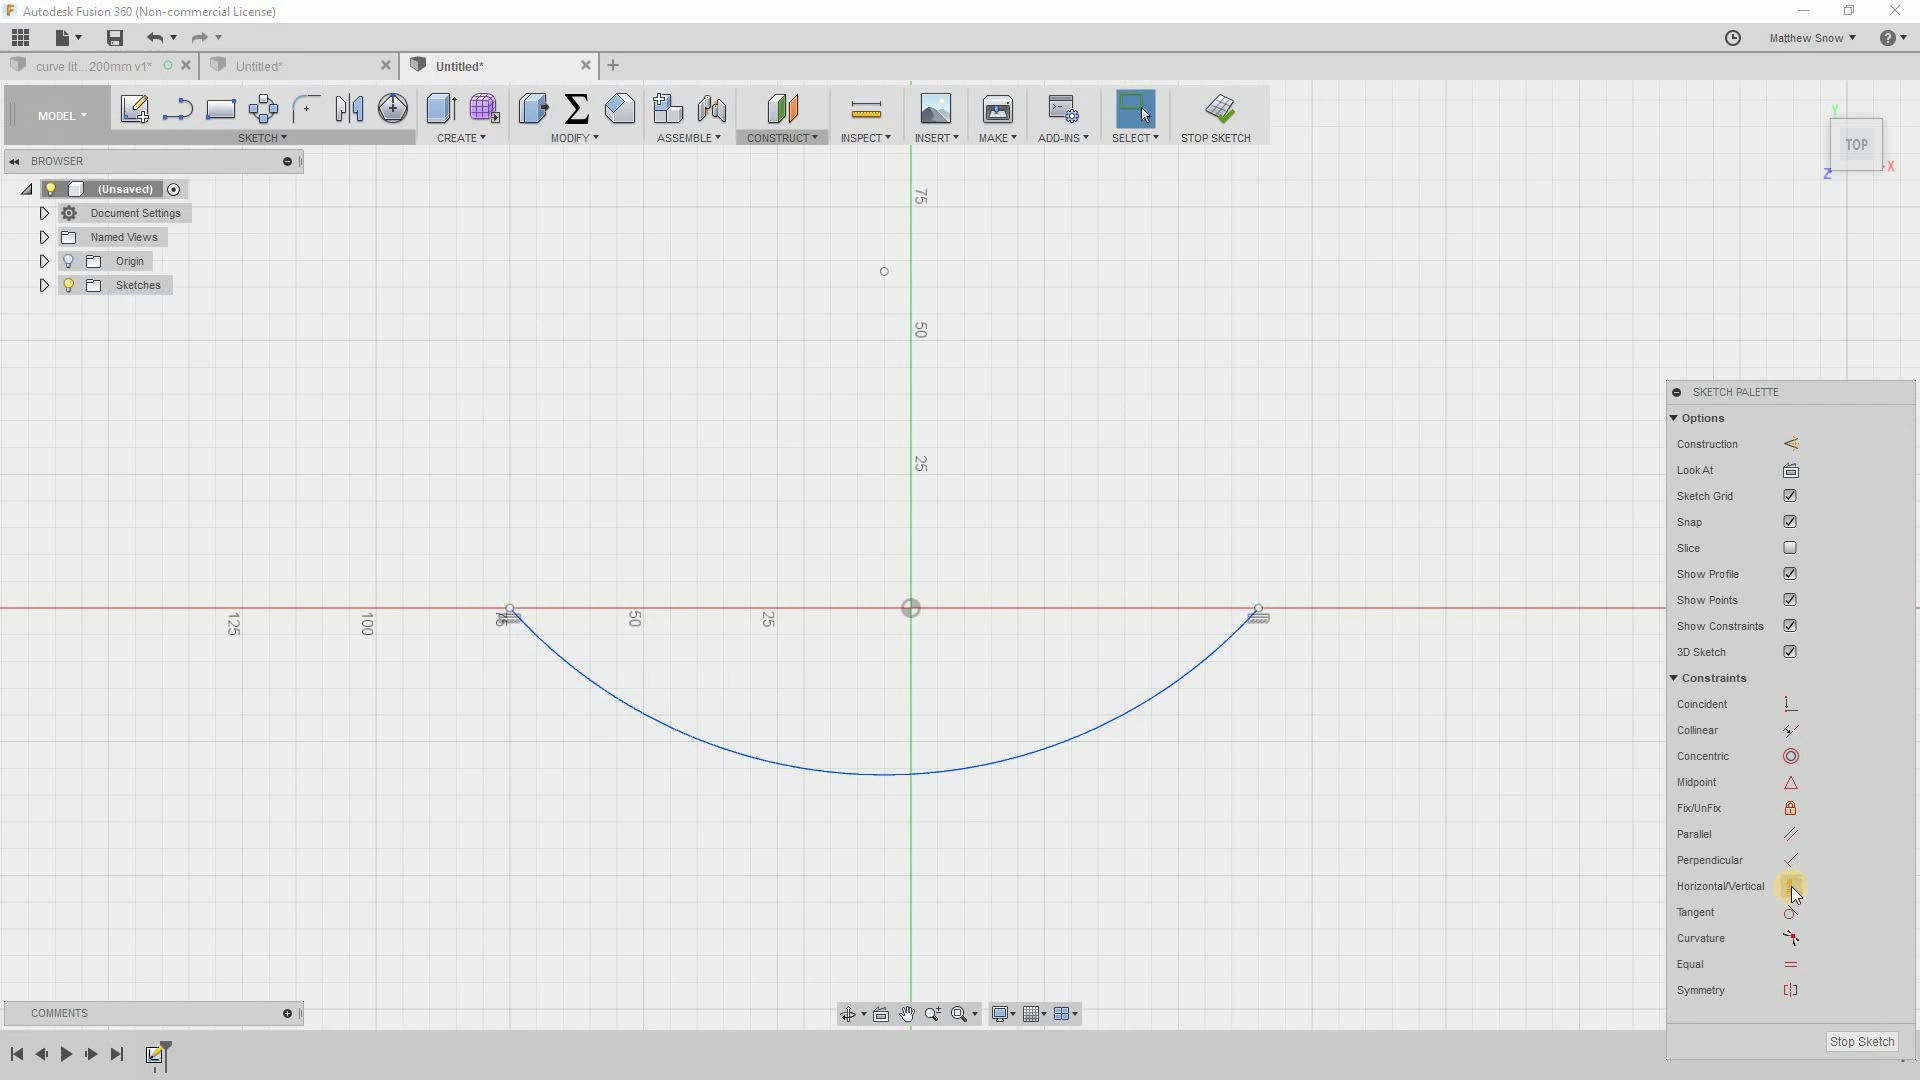 Autodesk Fusion 360 (Non-commercial License)
Matthew Snow
curve lit...200mm v1*
Untitled*
Untitled*
MODEL
SKETCH
CREATE
MODIFY
ASSEMBLE
CONSTRUCT
INSPECT
INSERT
MAKE
ADD-INS
SELECT
STOP SKETCH
TOP
Y
X
Z
BROWSER
(Unsaved)
Document Settings
Named Views
Origin
Sketches
75
50
25
125
100
75
50
25
SKETCH PALETTE
Options
Construction
Look At
Sketch Grid
Snap
Slice
Show Profile
Show Points
Show Constraints
3D Sketch
Constraints
Coincident
Collinear
Concentric
Midpoint
Fix/UnFix
Parallel
Perpendicular
Horizontal/Vertical
Tangent
Curvature
Equal
Symmetry
Stop Sketch
COMMENTS